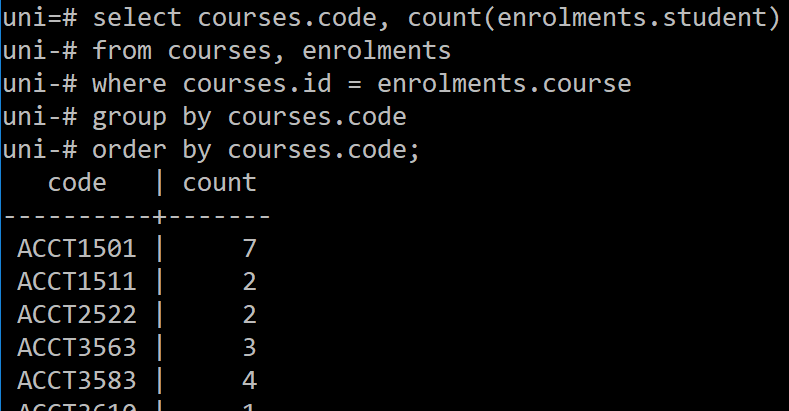 uni=# select courses.code, count(enrolments.student)
uni-# from courses, enrolments
uni-# where courses.id = enrolments.course
uni-# group by courses.code
uni-# order by courses.code;
   code   | count
----------+-------
 ACCT1501 |     7
 ACCT1511 |     2
 ACCT2522 |     2
 ACCT3563 |     3
 ACCT3583 |     4
 ACCT3610 |     1